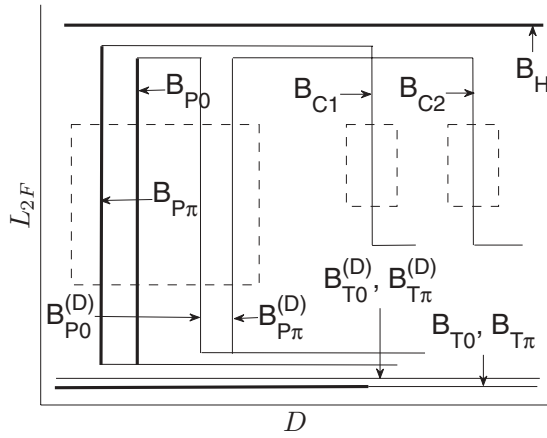 B_H
B_P0
B_C1
B_C2
B_Pπ
L_2F
B_T0^(D), B_Tπ^(D)
B_P0^(D)
B_Pπ^(D)
B_T0, B_Tπ
D